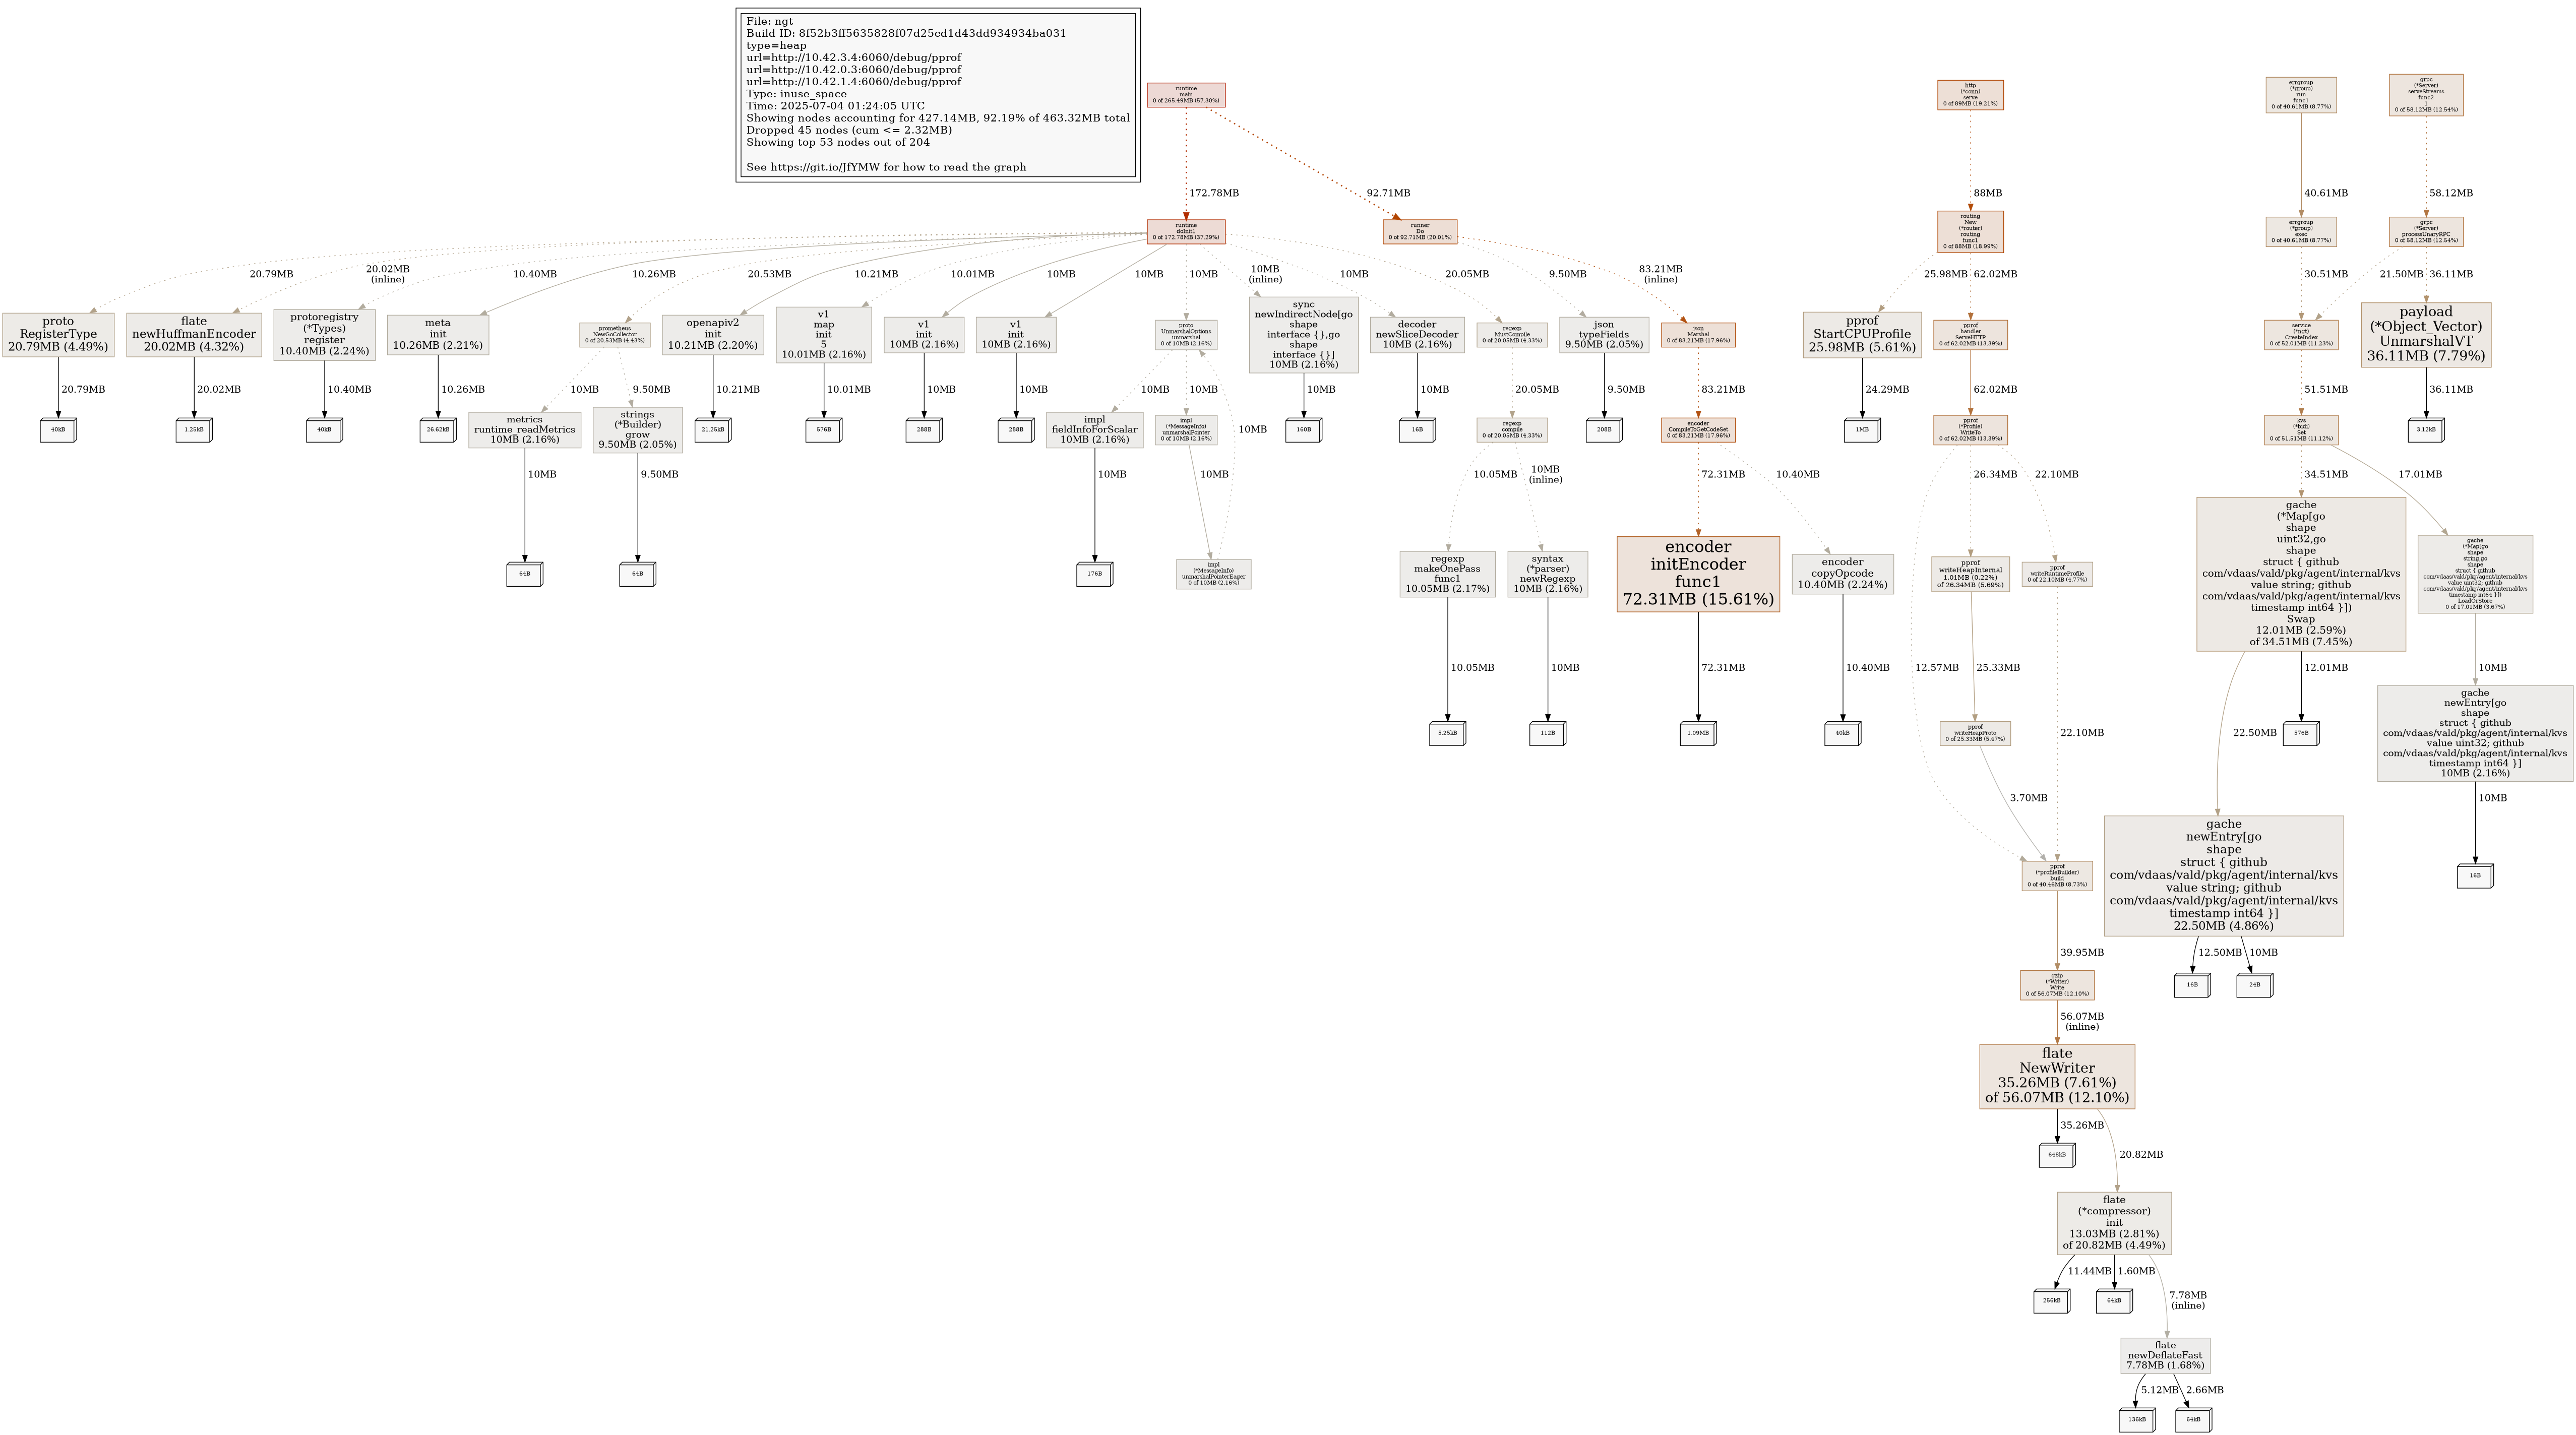 File: ngt
Build ID: 8f52b3ff5635828f07d25cd1d43dd934934ba031
type=heap
url=http://10.42.3.4:6060/debug/pprof
url=http://10.42.0.3:6060/debug/pprof
url=http://10.42.1.4:6060/debug/pprof
Type: inuse_space
Time: 2025-07-04 01:24:05 UTC
Showing nodes accounting for 427.14MB, 92.19% of 463.32MB total
Dropped 45 nodes (cum <= 2.32MB)
Showing top 53 nodes out of 204
See https://git.io/JfYMW for how to read the graph
runtime
main
0 of 265.49MB (57.30%)
http
(*conn)
serve
0 of 89MB (19.21%)
errgroup
(*group)
run
func1
0 of 40.61MB (8.77%)
grpc
(*Server)
serveStreams
func2
1
0 of 58.12MB (12.54%)
172.78MB
92.71MB
88MB
40.61MB
58.12MB
runtime
doInit1
0 of 172.78MB (37.29%)
runner
Do
0 of 92.71MB (20.01%)
routing
New
(*router)
routing
func1
0 of 88MB (18.99%)
errgroup
(*group)
exec
0 of 40.61MB (8.77%)
grpc
(*Server)
processUnaryRPC
0 of 58.12MB (12.54%)
20.79MB
20.02MB
(inline)
10.40MB
10.26MB
20.53MB
10.21MB
10.01MB
10MB
10MB
10MB
10MB
(inline)
10MB
20.05MB
9.50MB
83.21MB
(inline)
25.98MB
62.02MB
30.51MB
21.50MB
36.11MB
proto
RegisterType
20.79MB (4.49%)
flate
newHuffmanEncoder
20.02MB (4.32%)
protoregistry
(*Types)
register
10.40MB (2.24%)
meta
init
10.26MB (2.21%)
prometheus
NewGoCollector
0 of 20.53MB (4.43%)
openapiv2
init
10.21MB (2.20%)
v1
map
init
5
10.01MB (2.16%)
v1
init
10MB (2.16%)
v1
init
10MB (2.16%)
proto
UnmarshalOptions
unmarshal
0 of 10MB (2.16%)
sync
newIndirectNode[go
shape
interface {},go
shape
interface {}]
10MB (2.16%)
decoder
newSliceDecoder
10MB (2.16%)
regexp
MustCompile
0 of 20.05MB (4.33%)
json
typeFields
9.50MB (2.05%)
json
Marshal
0 of 83.21MB (17.96%)
pprof
StartCPUProfile
25.98MB (5.61%)
pprof
handler
ServeHTTP
0 of 62.02MB (13.39%)
service
(*ngt)
CreateIndex
0 of 52.01MB (11.23%)
payload
(*Object_Vector)
UnmarshalVT
36.11MB (7.79%)
20.79MB
20.02MB
10.40MB
10.26MB
10MB
9.50MB
10.21MB
10.01MB
10MB
10MB
10MB
10MB
10MB
10MB
10MB
20.05MB
9.50MB
83.21MB
24.29MB
62.02MB
51.51MB
36.11MB
40kB
1.25kB
40kB
26.62kB
metrics
runtime_readMetrics
10MB (2.16%)
strings
(*Builder)
grow
9.50MB (2.05%)
21.25kB
576B
288B
288B
impl
fieldInfoForScalar
10MB (2.16%)
impl
(*MessageInfo)
unmarshalPointer
0 of 10MB (2.16%)
160B
16B
regexp
compile
0 of 20.05MB (4.33%)
208B
encoder
CompileToGetCodeSet
0 of 83.21MB (17.96%)
1MB
pprof
(*Profile)
WriteTo
0 of 62.02MB (13.39%)
kvs
(*bidi)
Set
0 of 51.51MB (11.12%)
3.12kB
10MB
9.50MB
10MB
10MB
10.05MB
10MB
(inline)
72.31MB
10.40MB
12.57MB
26.34MB
22.10MB
34.51MB
17.01MB
64B
64B
176B
impl
(*MessageInfo)
unmarshalPointerEager
0 of 10MB (2.16%)
regexp
makeOnePass
func1
10.05MB (2.17%)
syntax
(*parser)
newRegexp
10MB (2.16%)
encoder
initEncoder
func1
72.31MB (15.61%)
encoder
copyOpcode
10.40MB (2.24%)
pprof
writeHeapInternal
1.01MB (0.22%)
of 26.34MB (5.69%)
pprof
writeRuntimeProfile
0 of 22.10MB (4.77%)
gache
(*Map[go
shape
uint32,go
shape
struct { github
com/vdaas/vald/pkg/agent/internal/kvs
value string; github
com/vdaas/vald/pkg/agent/internal/kvs
timestamp int64 }])
Swap
12.01MB (2.59%)
of 34.51MB (7.45%)
gache
(*Map[go
shape
string,go
shape
struct { github
com/vdaas/vald/pkg/agent/internal/kvs
value uint32; github
com/vdaas/vald/pkg/agent/internal/kvs
timestamp int64 }])
LoadOrStore
0 of 17.01MB (3.67%)
10.05MB
10MB
72.31MB
10.40MB
25.33MB
22.10MB
22.50MB
12.01MB
10MB
5.25kB
112B
1.09MB
40kB
pprof
writeHeapProto
0 of 25.33MB (5.47%)
576B
gache
newEntry[go
shape
struct { github
com/vdaas/vald/pkg/agent/internal/kvs
value uint32; github
com/vdaas/vald/pkg/agent/internal/kvs
timestamp int64 }]
10MB (2.16%)
3.70MB
10MB
pprof
(*profileBuilder)
build
0 of 40.46MB (8.73%)
gache
newEntry[go
shape
struct { github
com/vdaas/vald/pkg/agent/internal/kvs
value string; github
com/vdaas/vald/pkg/agent/internal/kvs
timestamp int64 }]
22.50MB (4.86%)
16B
39.95MB
12.50MB
10MB
gzip
(*Writer)
Write
0 of 56.07MB (12.10%)
16B
24B
56.07MB
(inline)
flate
NewWriter
35.26MB (7.61%)
of 56.07MB (12.10%)
35.26MB
20.82MB
648kB
flate
(*compressor)
init
13.03MB (2.81%)
of 20.82MB (4.49%)
11.44MB
1.60MB
7.78MB
(inline)
256kB
64kB
flate
newDeflateFast
7.78MB (1.68%)
5.12MB
2.66MB
136kB
64kB